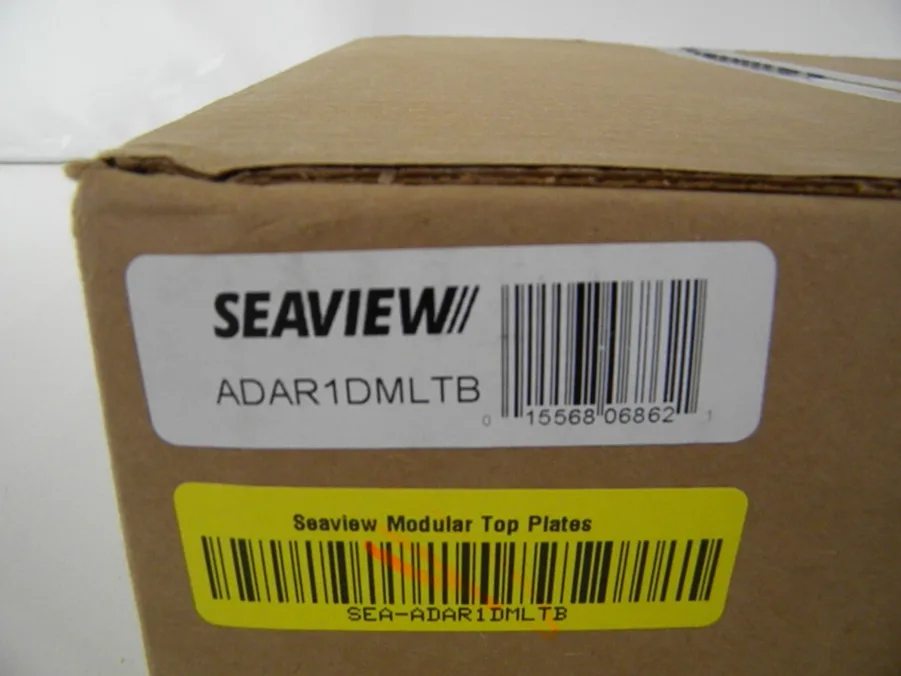 SEAVIEW
ADAR1DMLTB
0 15568 06862 1
Seaview Modular Top Plates
SEA-ADAR1DMLTB